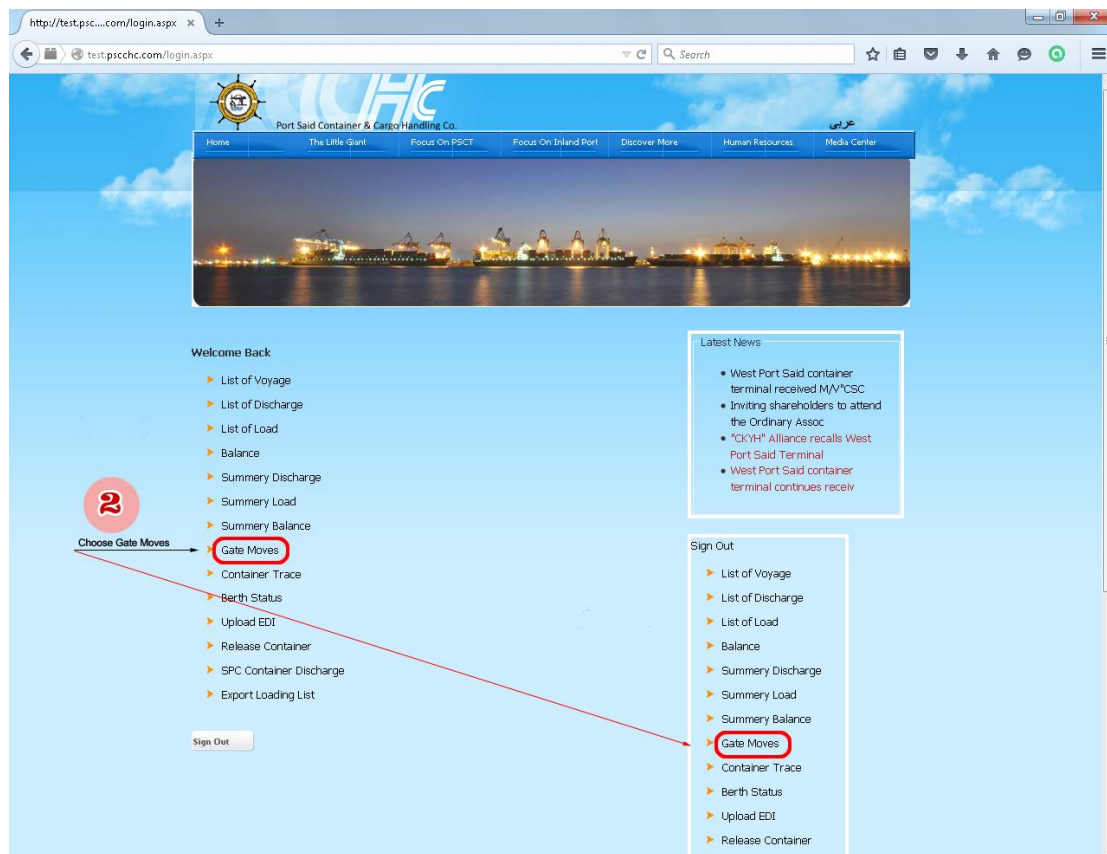 http://test.psc....com/login.aspx
test.pscchc.com/login.aspx
Search
Port Said Container & Cargo Handling Co.
عربى
Home
The Little Giant
Focus On PSCT
Focus On Inland Port
Discover More
Human Resources
Media Center
Welcome Back
List of Voyage
List of Discharge
List of Load
Balance
Summery Discharge
Summery Load
Summery Balance
Gate Moves
Container Trace
Berth Status
Upload EDI
Release Container
SPC Container Discharge
Export Loading List
Sign Out
2
Choose Gate Moves
Latest News
West Port Said container
terminal received M/V"CSC
Inviting shareholders to attend
the Ordinary Assoc
"CKYH" Alliance recalls West
Port Said Terminal
West Port Said container
terminal continues receiv
Sign Out
List of Voyage
List of Discharge
List of Load
Balance
Summery Discharge
Summery Load
Summery Balance
Gate Moves
Container Trace
Berth Status
Upload EDI
Release Container